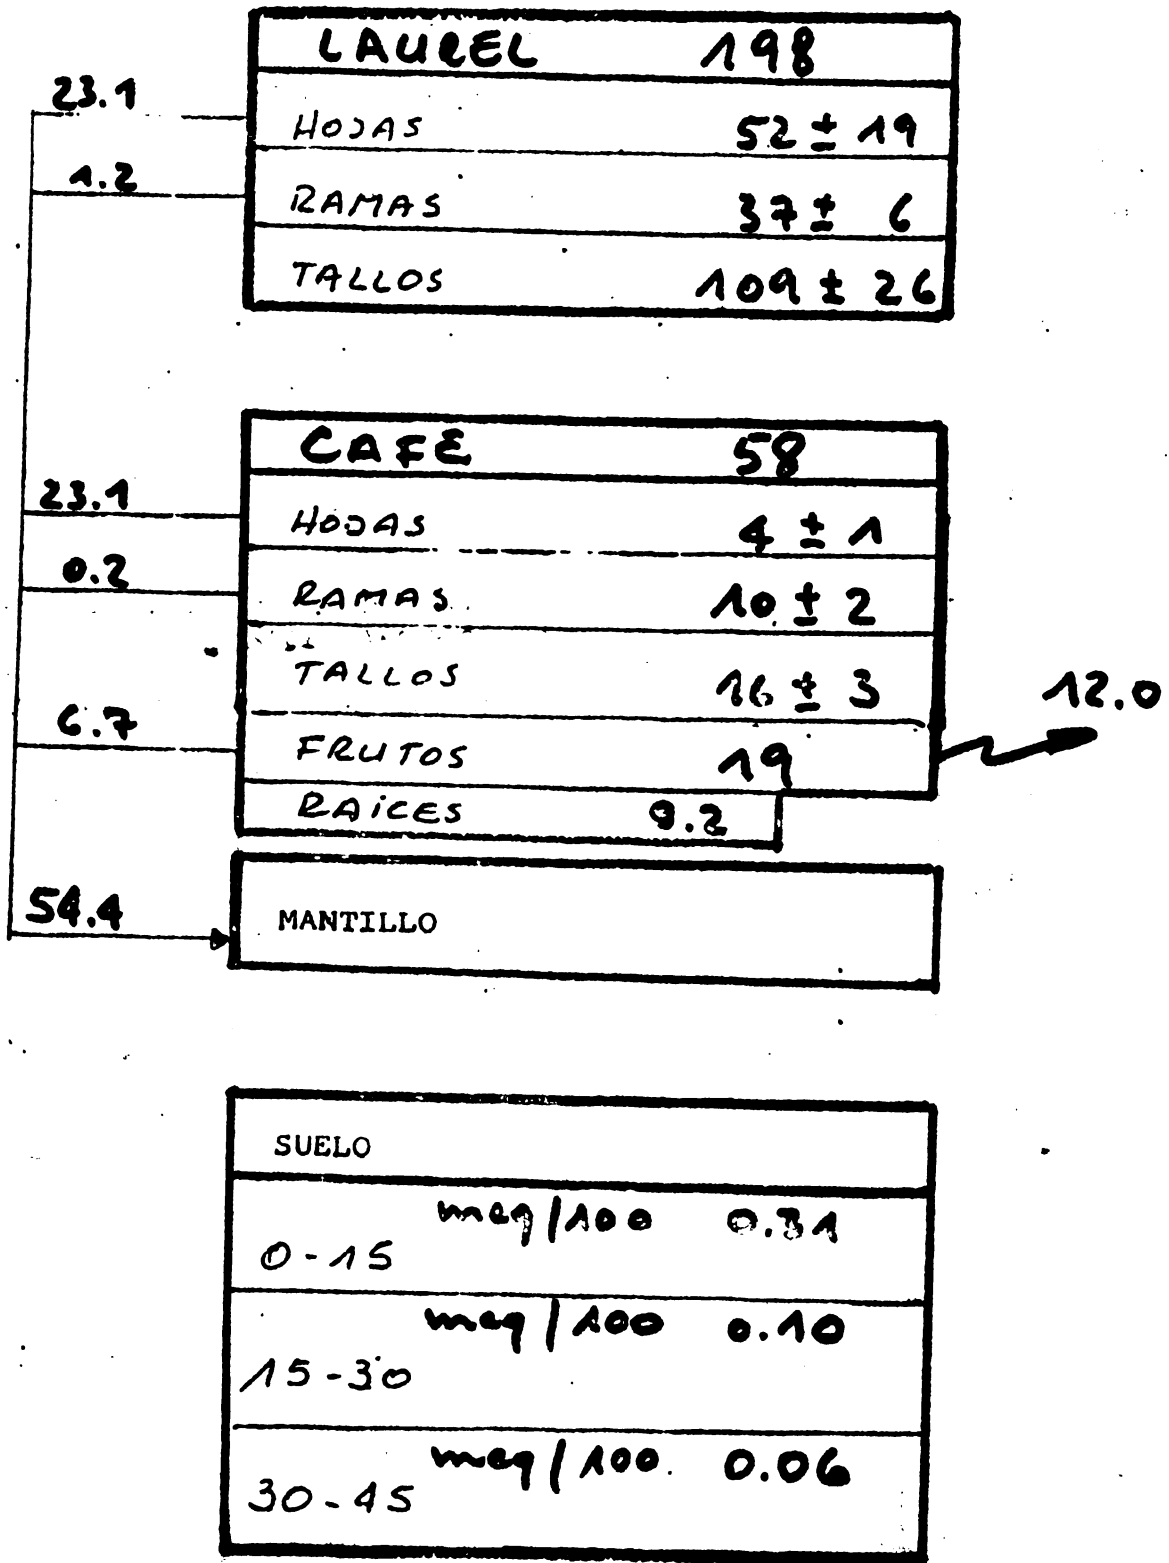 LAUREL 198
23.1
HOJAS 52 ± 19
1.2
RAMAS 37 ± 6
TALLOS 109 ± 26
CAFE 58
23.1
HOJAS 4 ± 1
0.2
RAMAS 10 ± 2
TALLOS 16 ± 3
12.0
6.7
FRUTOS 19
RAICES 9.2
54.4
MANTILLO
SUELO
meq/100 0.31
0-15
meq/100 0.10
15-30
meq/100 0.06
30-45